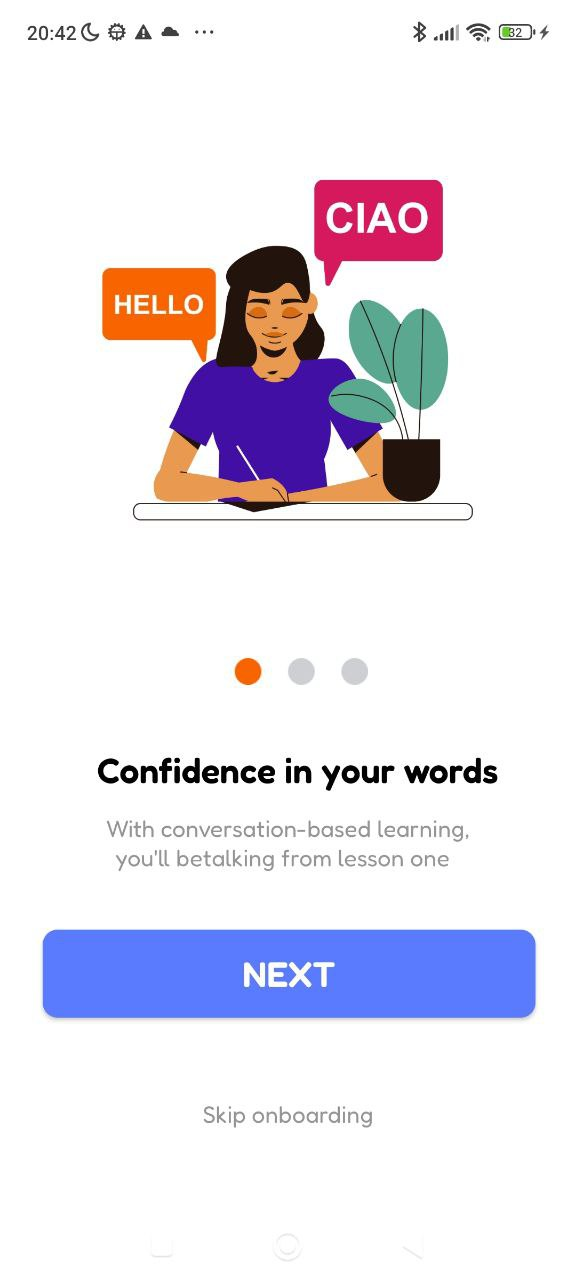 20:42
32
CIAO
HELLO
Confidence in your words
With conversation-based learning,
you'll betalking from lesson one
NEXT
Skip onboarding